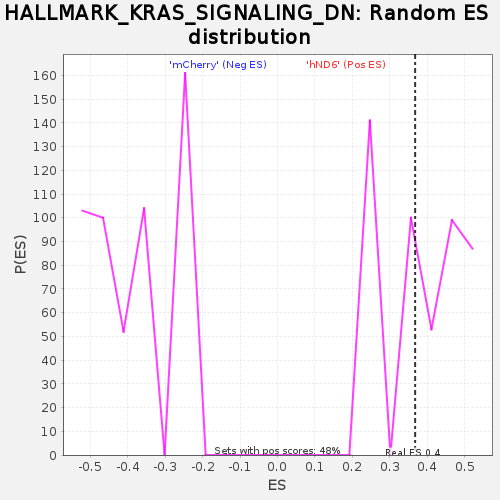 HALLMARK_KRAS_SIGNALING_DN: Random ES
distribution
'mCherry' (Neg ES) 'hND6' (Pos ES)
160
150
140
130
120
110
100
90
80
70
60
50
40
30
20
10
0
P(ES)
Sets with pos scores: 48%
Real ES 0.4
-0.5 -0.4 -0.3 -0.2 -0.1 0.0 0.1 0.2 0.3 0.4 0.5
ES